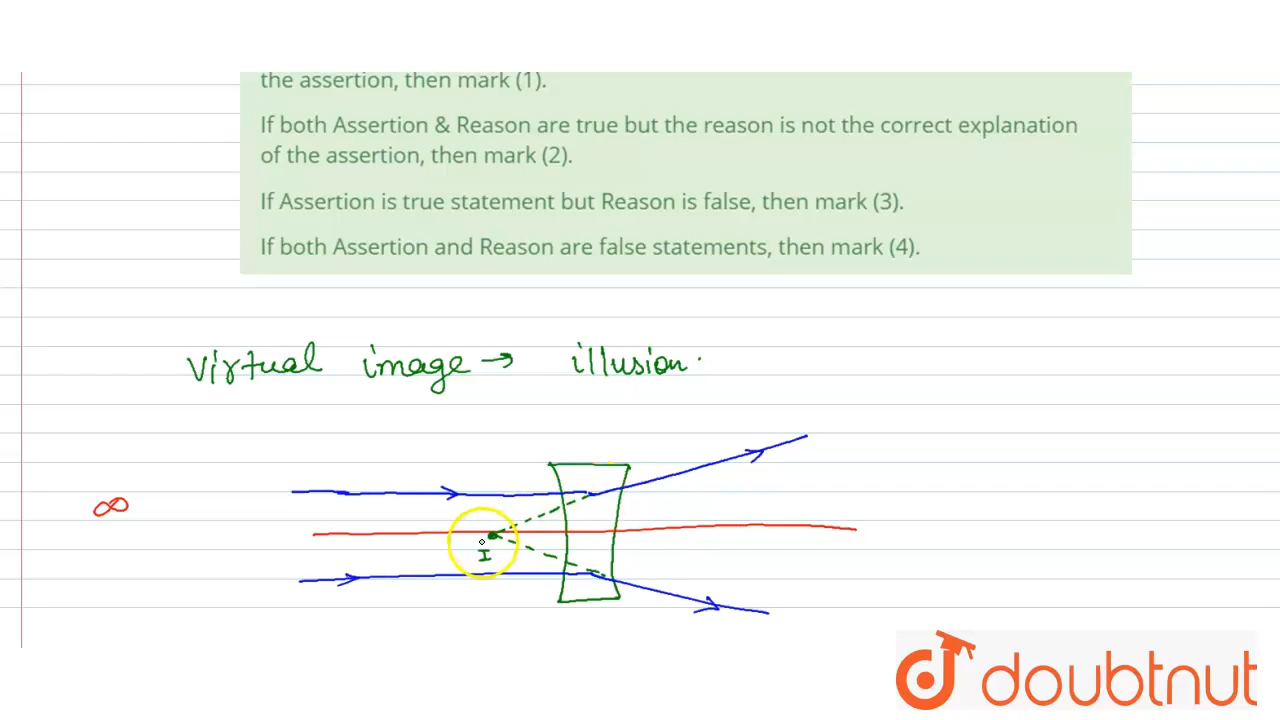 the assertion, then mark (1).
If both Assertion & Reason are true but the reason is not the correct explanation
of the assertion, then mark (2).
If Assertion is true statement but Reason is false, then mark (3).
If both Assertion and Reason are false statements, then mark (4).
Virtual image → illusion.
∞
I
doubtnut